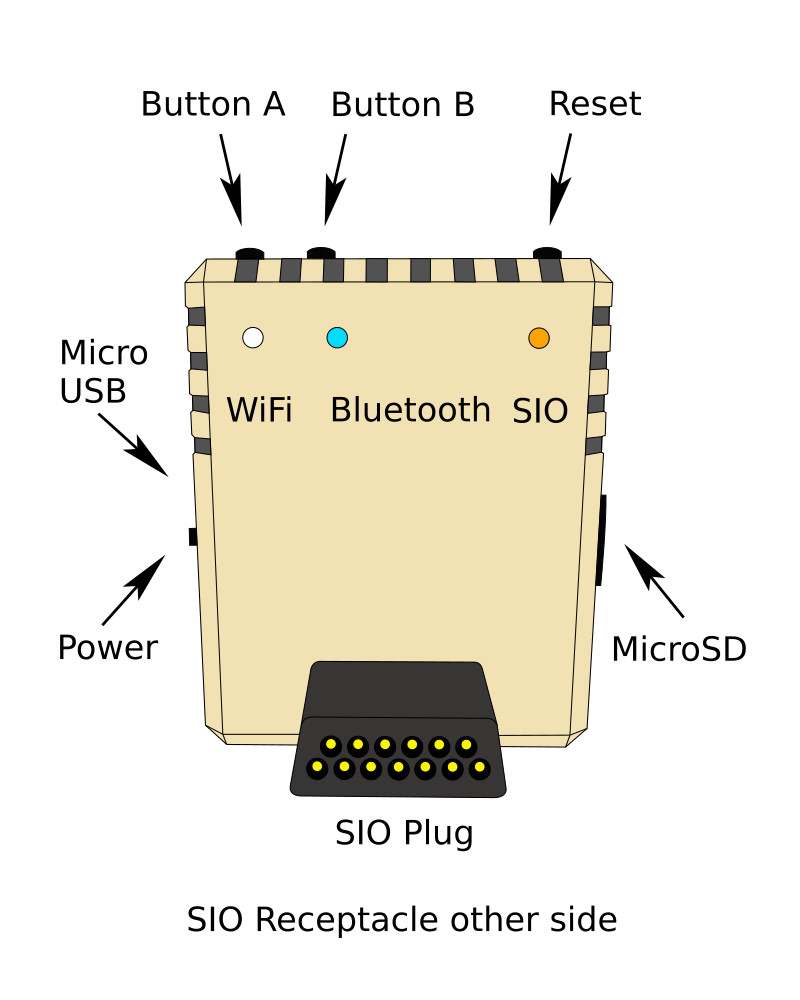 Button A
Button B
Reset
Micro
USB
WiFi
Bluetooth
SIO
Power
MicroSD
SIO Plug
SIO Receptacle other side